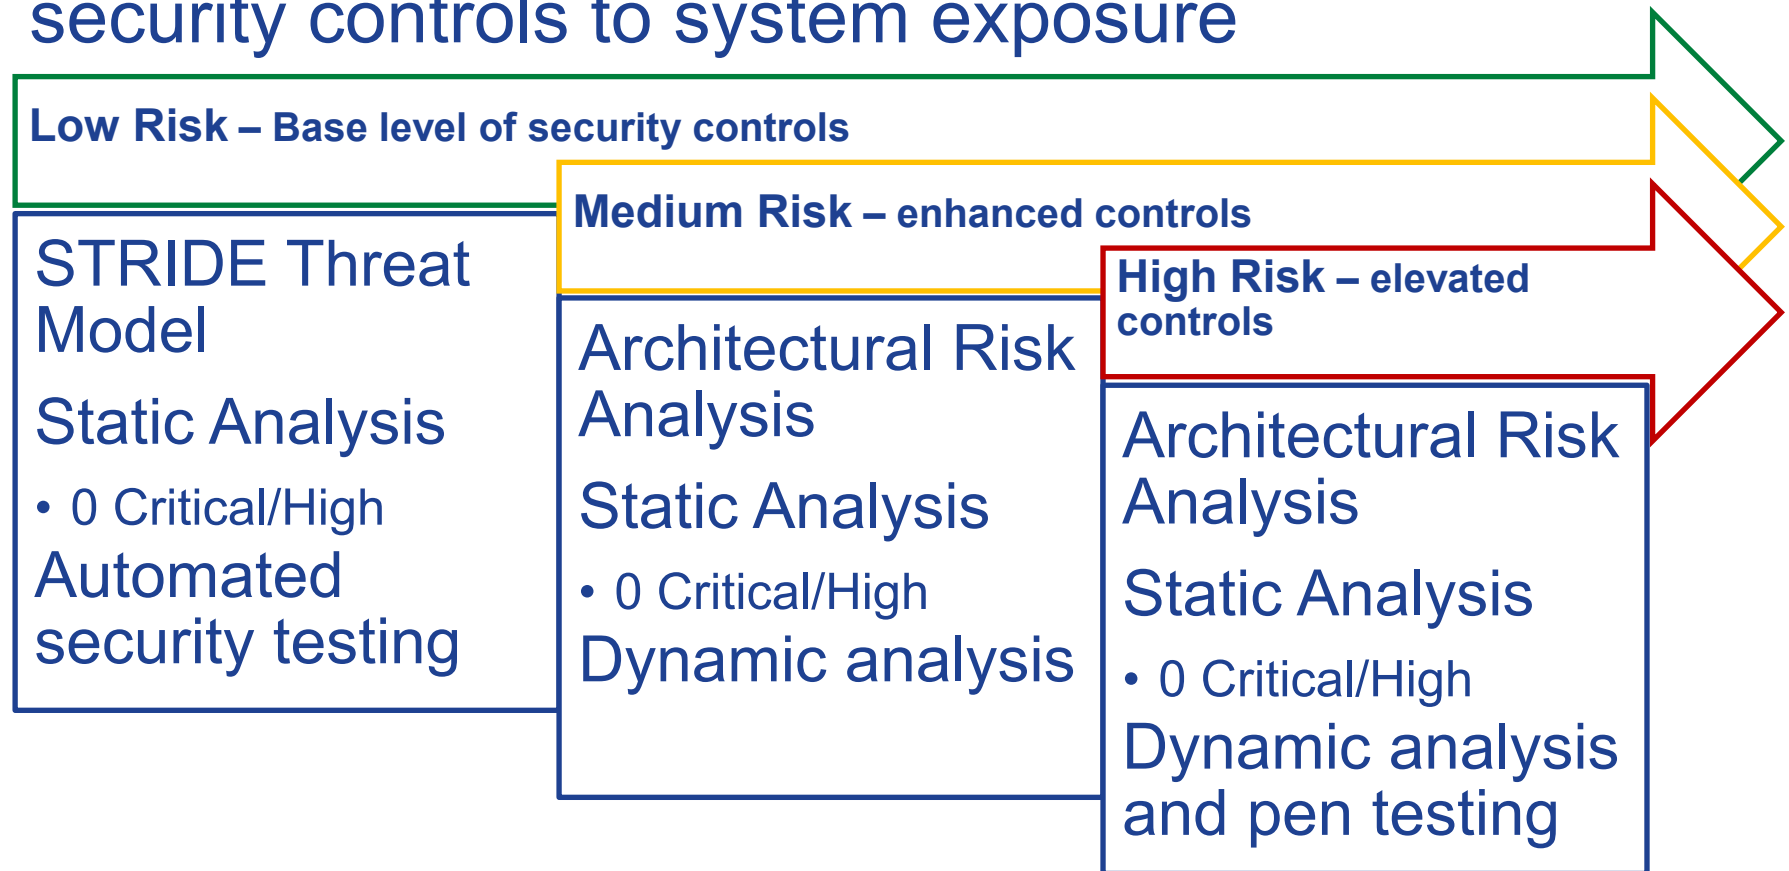 security controls to system exposure
Low Risk – Base level of security controls
Medium Risk – enhanced controls
High Risk – elevated
controls
STRIDE Threat
Model
Static Analysis
• 0 Critical/High
Automated
security testing
Architectural Risk
Analysis
Static Analysis
• 0 Critical/High
Dynamic analysis
Architectural Risk
Analysis
Static Analysis
• 0 Critical/High
Dynamic analysis
and pen testing